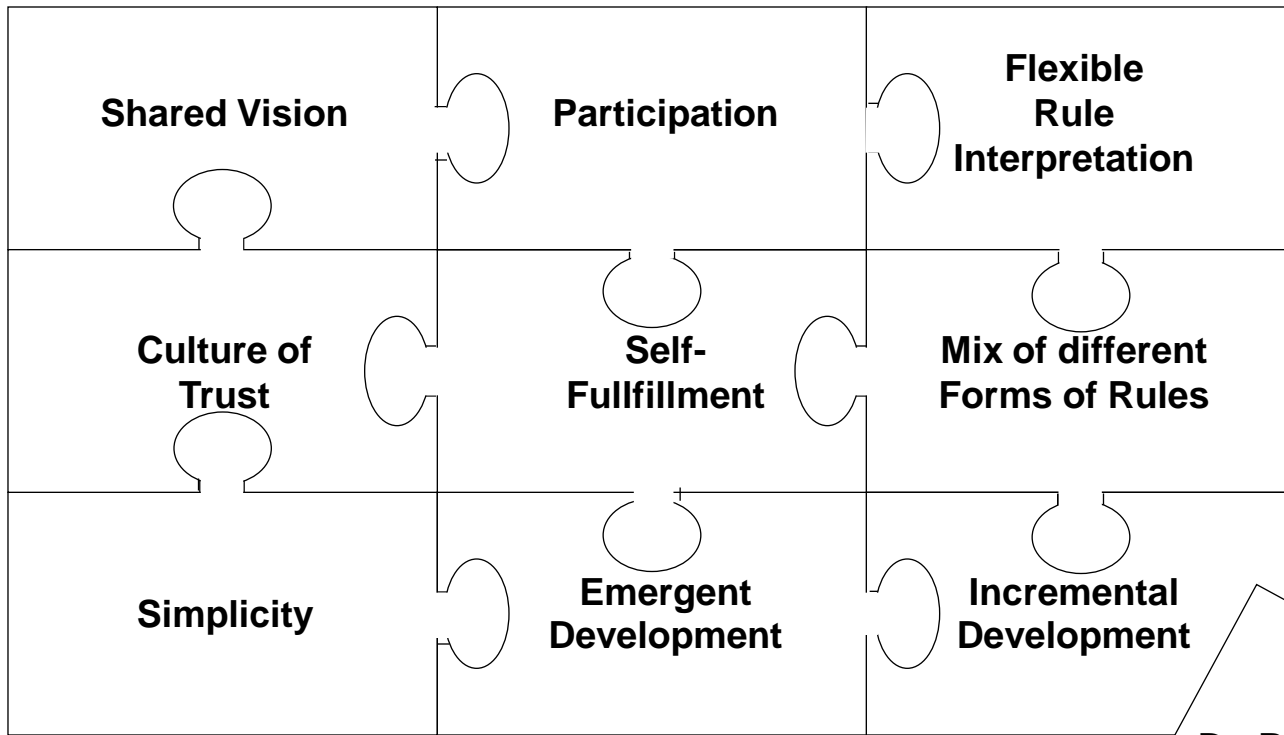 Shared Vision
Participation
Flexible
Rule
Interpretation
Culture of
Trust
Self-
Fullfillment
Mix of different
Forms of Rules
Simplicity
Emergent
Development
Incremental
Development